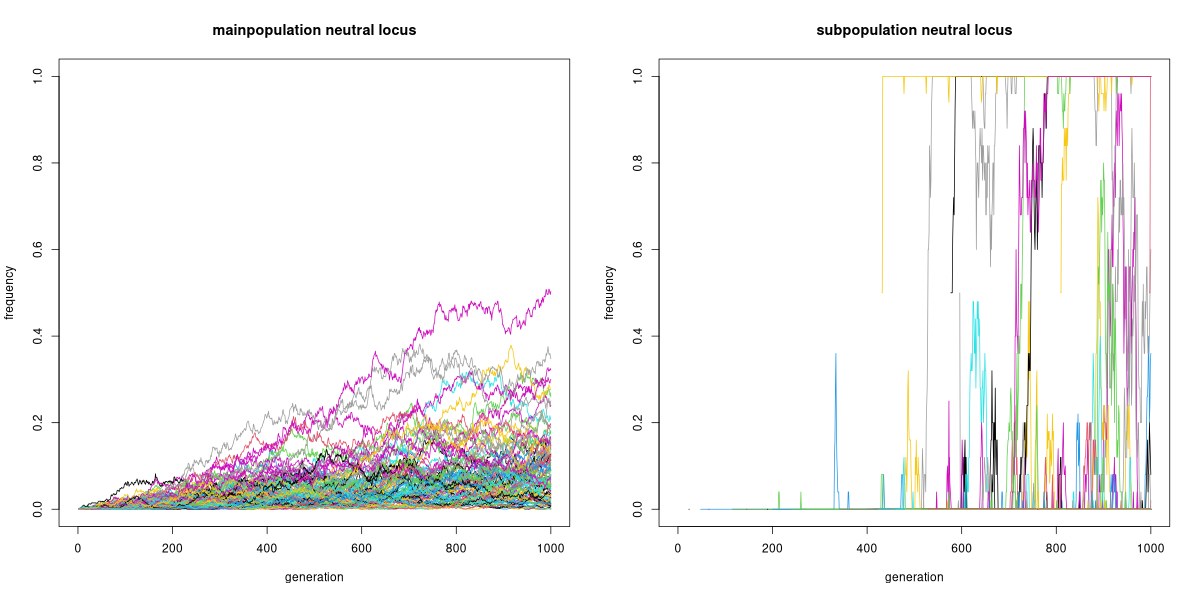 mainpopulation neutral locus
frequency
0.0 0.2 0.4 0.6 0.8 1.0
0 200 400 600 800 1000
generation
subpopulation neutral locus
frequency
0.0 0.2 0.4 0.6 0.8 1.0
0 200 400 600 800 1000
generation